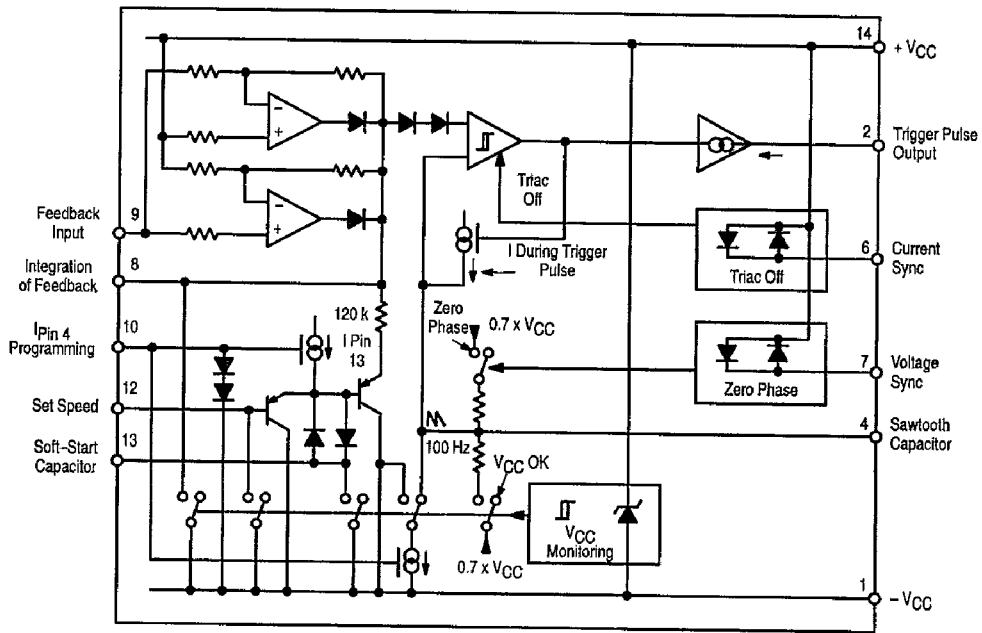 14
+ VCC
2
Trigger Pulse
Output
Triac
Off
Feedback
Input
9
I During Trigger
Pulse
Triac Off
6
Current
Sync
Integration
of Feedback
8
120 k
Zero
Phase
0.7 x VCC
IPin 4
Programming
10
I Pin
13
Zero Phase
7
Voltage
Sync
Set Speed
12
4
Sawtooth
Capacitor
Soft-Start
Capacitor
13
100 Hz
VCC OK
VCC
Monitoring
0.7 x VCC
1
– VCC